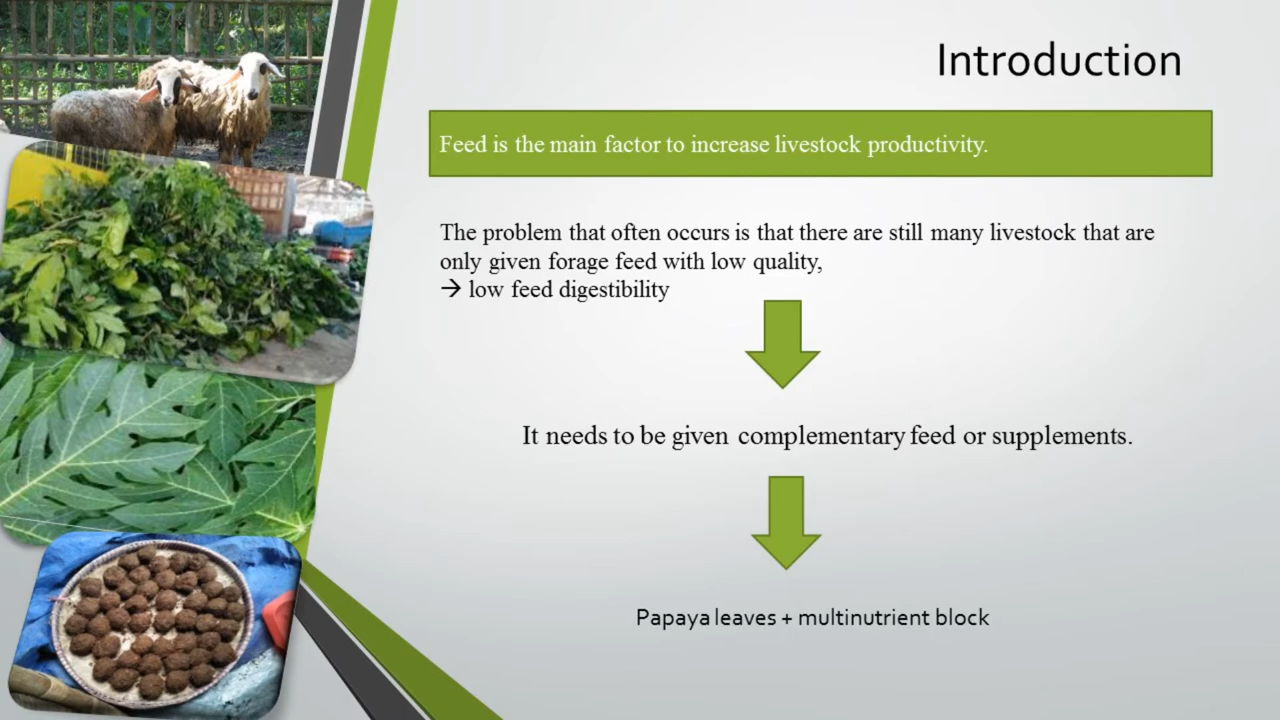 Introduction
Feed is the main factor to increase livestock productivity.
The problem that often occurs is that there are still many livestock that are
only given forage feed with low quality,
→ low feed digestibility
It needs to be given complementary feed or supplements.
Papaya leaves + multinutrient block